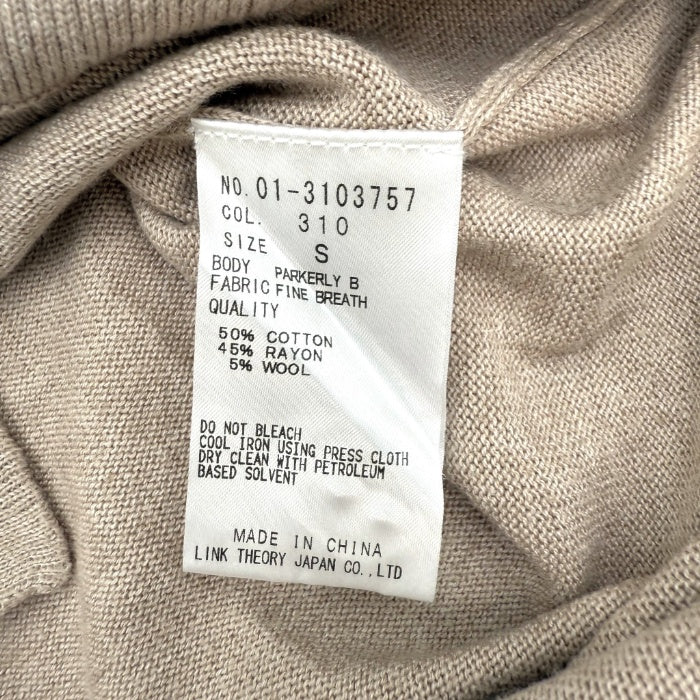 NO. 01-3103757
COL. 310
SIZE S
BODY PARKERLY B
FABRIC FINE BREATH
QUALITY
50% COTTON
45% RAYON
5% WOOL
DO NOT BLEACH
COOL IRON USING PRESS CLOTH
DRY CLEAN WITH PETROLEUM
BASED SOLVENT
MADE IN CHINA
LINK THEORY JAPAN CO.,LTD